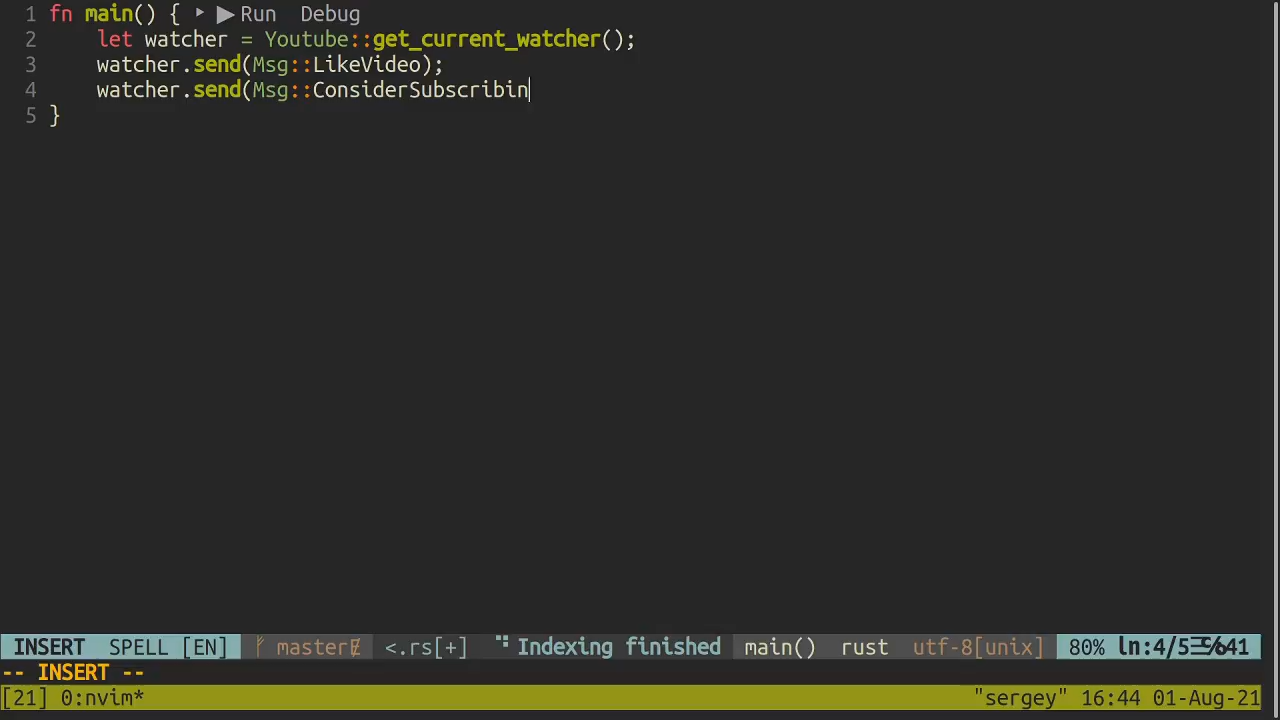 1 fn main() { ▸ ▶ Run Debug
2 let watcher = Youtube::get_current_watcher();
3 watcher.send(Msg::LikeVideo);
4 watcher.send(Msg::ConsiderSubscribin
5 }
INSERT SPELL [EN] master <.rs[+] Indexing finished main() rust utf-8[unix] 80% ln:4/5 41
-- INSERT --
[21] 0:nvim* "sergey" 16:44 01-Aug-21